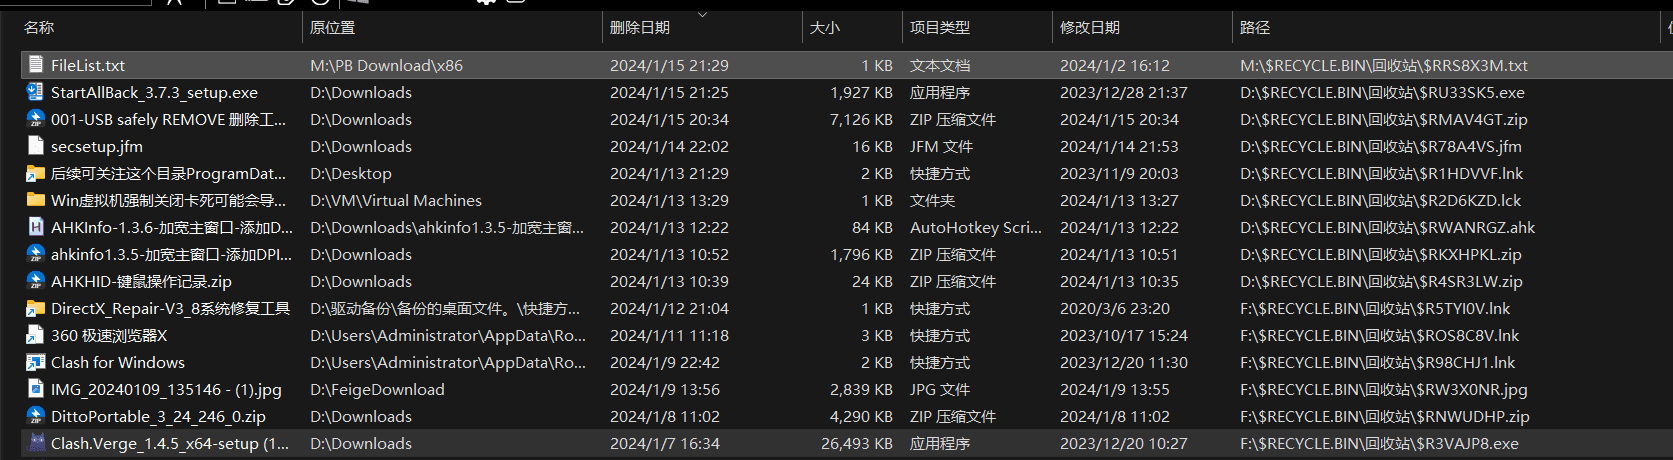 名称 原位置 删除日期 大小 项目类型 修改日期 路径
FileList.txt M:\PB Download\x86 2024/1/15 21:29 1 KB 文本文档 2024/1/2 16:12 M:\$RECYCLE.BIN\回收站\$RRS8X3M.txt
StartAllBack_3.7.3_setup.exe D:\Downloads 2024/1/15 21:25 1,927 KB 应用程序 2023/12/28 21:37 D:\$RECYCLE.BIN\回收站\$RU33SK5.exe
001-USB safely REMOVE 删除工... D:\Downloads 2024/1/15 20:34 7,126 KB ZIP 压缩文件 2024/1/15 20:34 D:\$RECYCLE.BIN\回收站\$RMAV4GT.zip
secsetup.jfm D:\Downloads 2024/1/14 22:02 16 KB JFM 文件 2024/1/14 21:53 D:\$RECYCLE.BIN\回收站\$R78A4VS.jfm
后续可关注这个目录ProgramDat... D:\Desktop 2024/1/13 21:29 2 KB 快捷方式 2023/11/9 20:03 D:\$RECYCLE.BIN\回收站\$R1HDVVF.lnk
Win虚拟机强制关闭卡死可能会导... D:\VM\Virtual Machines 2024/1/13 13:29 1 KB 文件夹 2024/1/13 13:27 D:\$RECYCLE.BIN\回收站\$R2D6KZD.lck
AHKInfo-1.3.6-加宽主窗口-添加D... D:\Downloads\ahkinfo1.3.5-加宽主窗... 2024/1/13 12:22 84 KB AutoHotkey Scri... 2024/1/13 12:22 D:\$RECYCLE.BIN\回收站\$RWANRGZ.ahk
ahkinfo1.3.5-加宽主窗口-添加DPI... D:\Downloads 2024/1/13 10:52 1,796 KB ZIP 压缩文件 2024/1/13 10:51 D:\$RECYCLE.BIN\回收站\$RKXHPKL.zip
AHKHID-键鼠操作记录.zip D:\Downloads 2024/1/13 10:39 24 KB ZIP 压缩文件 2024/1/13 10:35 D:\$RECYCLE.BIN\回收站\$R4SR3LW.zip
DirectX_Repair-V3_8系统修复工具 D:\驱动备份\备份的桌面文件。\快捷方... 2024/1/12 21:04 1 KB 快捷方式 2020/3/6 23:20 F:\$RECYCLE.BIN\回收站\$R5TYI0V.lnk
360 极速浏览器X D:\Users\Administrator\AppData\Ro... 2024/1/11 11:18 3 KB 快捷方式 2023/10/17 15:24 F:\$RECYCLE.BIN\回收站\$ROS8C8V.lnk
Clash for Windows D:\Users\Administrator\AppData\Ro... 2024/1/9 22:42 2 KB 快捷方式 2023/12/20 11:30 F:\$RECYCLE.BIN\回收站\$R98CHJ1.lnk
IMG_20240109_135146 - (1).jpg D:\FeigeDownload 2024/1/9 13:56 2,839 KB JPG 文件 2024/1/9 13:55 F:\$RECYCLE.BIN\回收站\$RW3X0NR.jpg
DittoPortable_3_24_246_0.zip D:\Downloads 2024/1/8 11:02 4,290 KB ZIP 压缩文件 2024/1/8 11:02 F:\$RECYCLE.BIN\回收站\$RNWUDHP.zip
Clash.Verge_1.4.5_x64-setup (1... D:\Downloads 2024/1/7 16:34 26,493 KB 应用程序 2023/12/20 10:27 F:\$RECYCLE.BIN\回收站\$R3VAJP8.exe